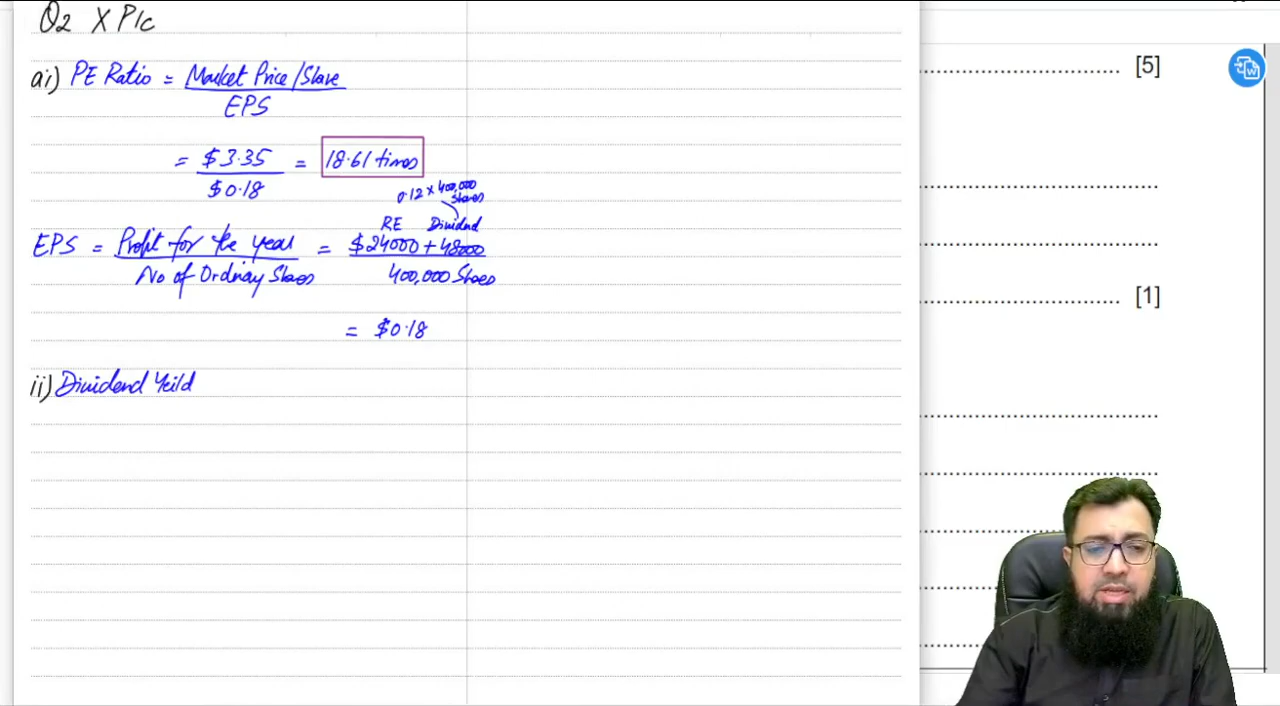 Q2 X Plc
ai) PE Ratio = Market Price/Share
EPS
= $3.35 = 18.61 times
$0.18
0.12 × 400,000
Shares
RE Dividend
EPS = Profit for the year = $24000 + 48000
No of Ordinay Shares 400,000 Shares
= $0.18
ii) Dividend Yeild
[5]
[1]
W